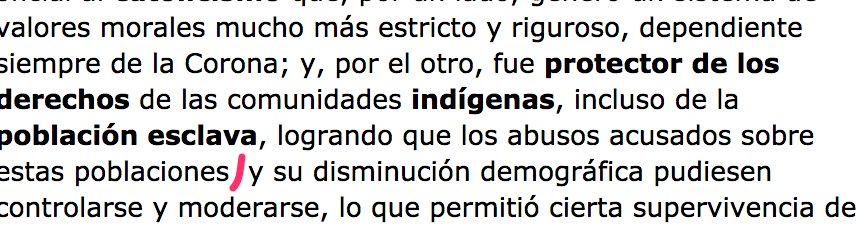 valores morales mucho más estricto y riguroso, dependiente
siempre de la Corona; y, por el otro, fue protector de los
derechos de las comunidades indígenas, incluso de la
población esclava, logrando que los abusos acusados sobre
estas poblaciones, y su disminución demográfica pudiesen
controlarse y moderarse, lo que permitió cierta supervivencia de